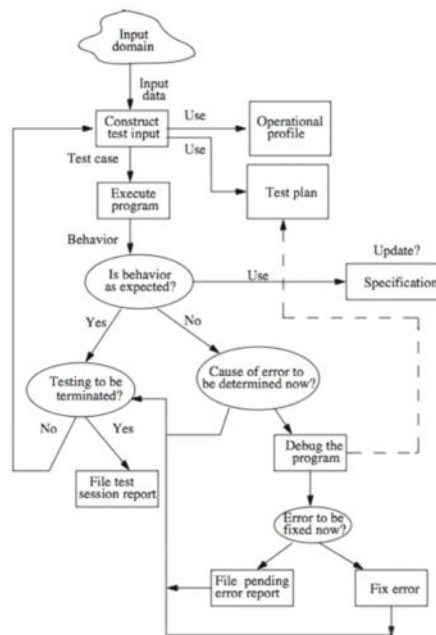 Input
domain
Input
data
Construct
test input
Use
Use
Operational
profile
Test case
Test plan
Execute
program
Behavior
Update?
Is behavior
as expected?
Use
Specification
Yes
No
Testing to be
terminated?
Cause of error to
be determined now?
No
Yes
Debug the
program
File test
session report
Error to be
fixed now?
File pending
error report
Fix error